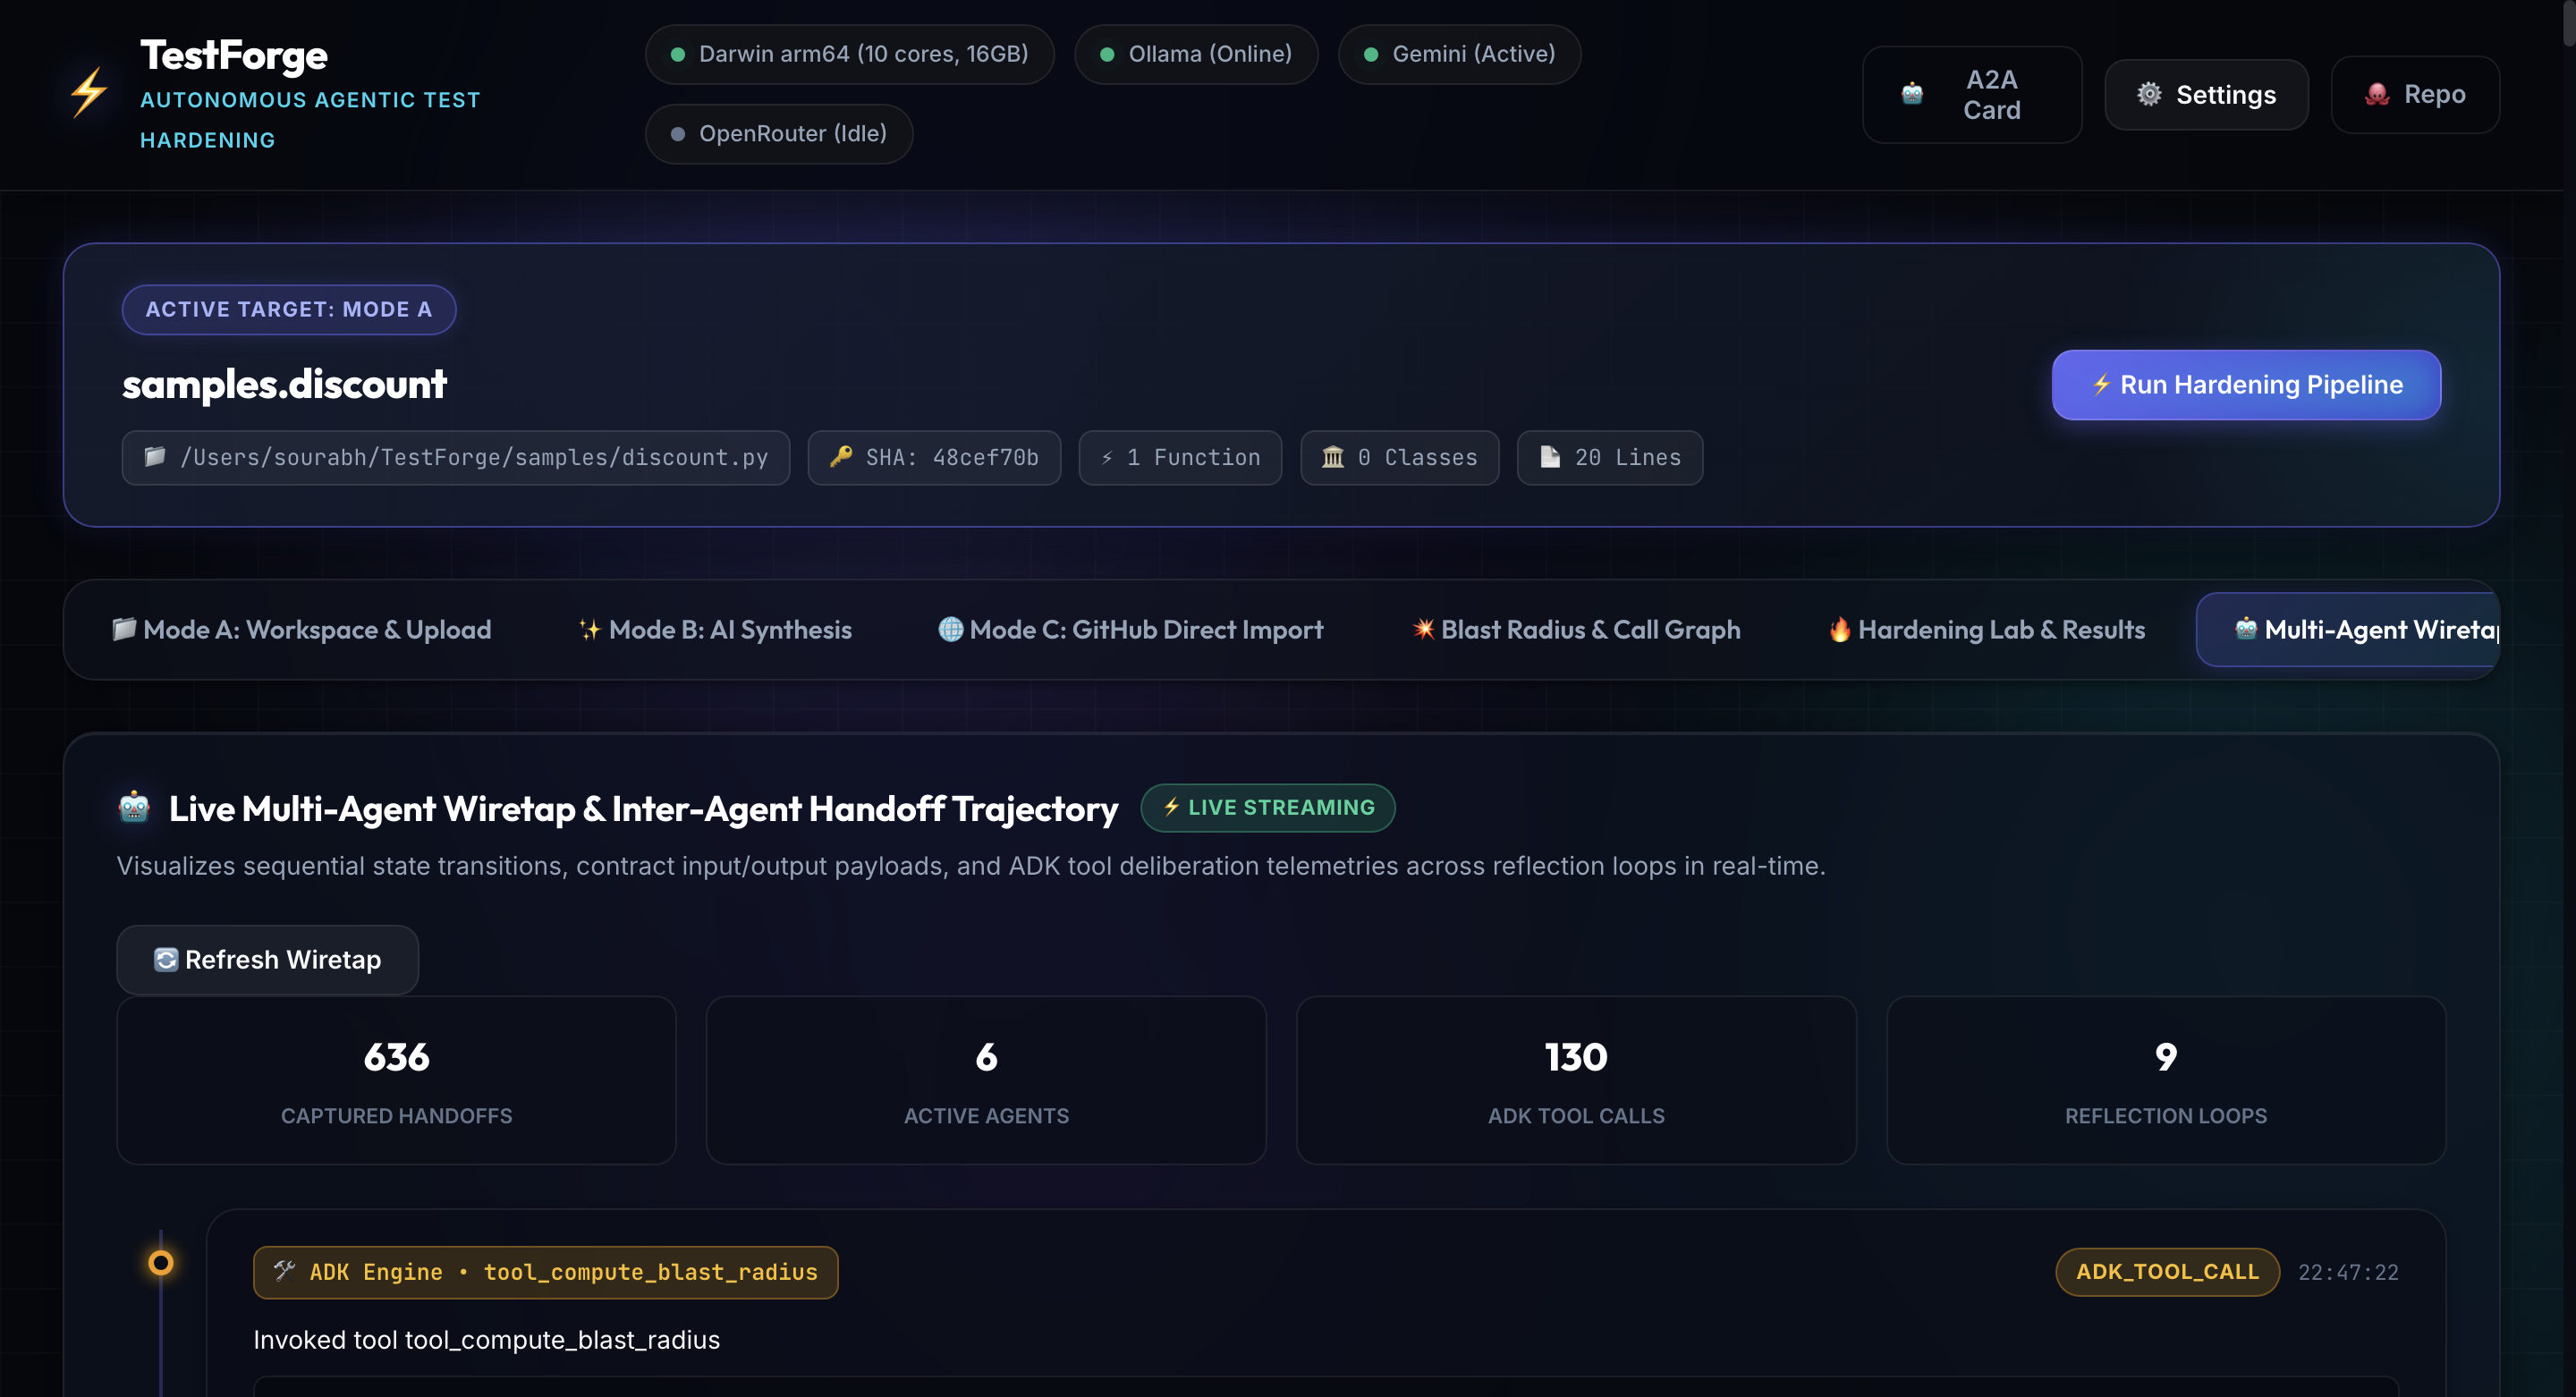 TestForge
AUTONOMOUS AGENTIC TEST
HARDENING
Darwin arm64 (10 cores, 16GB)
Ollama (Online)
Gemini (Active)
OpenRouter (Idle)
A2A
Card
Settings
Repo
ACTIVE TARGET: MODE A
samples.discount
/Users/sourabh/TestForge/samples/discount.py
SHA: 48cef70b
⚡ 1 Function
0 Classes
20 Lines
⚡ Run Hardening Pipeline
Mode A: Workspace & Upload
Mode B: AI Synthesis
Mode C: GitHub Direct Import
Blast Radius & Call Graph
Hardening Lab & Results
Multi-Agent Wiretap
Live Multi-Agent Wiretap & Inter-Agent Handoff Trajectory
⚡ LIVE STREAMING
Visualizes sequential state transitions, contract input/output payloads, and ADK tool deliberation telemetries across reflection loops in real-time.
Refresh Wiretap
636
CAPTURED HANDOFFS
6
ACTIVE AGENTS
130
ADK TOOL CALLS
9
REFLECTION LOOPS
ADK Engine • tool_compute_blast_radius
ADK_TOOL_CALL
22:47:22
Invoked tool tool_compute_blast_radius